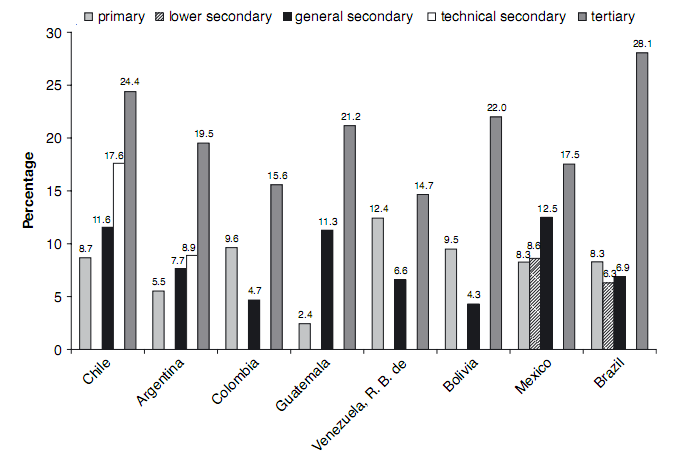 primary lower secondary general secondary technical secondary tertiary
Percentage
30
25
20
15
10
5
0
8.7 11.6 17.6 24.4
5.5 7.7 8.9 19.5
9.6 4.7 15.6
2.4 11.3 21.2
12.4 6.6 14.7
9.5 4.3 22.0
8.3 8.6 12.5 17.5
8.3 6.3 6.9 28.1
Chile
Argentina
Colombia
Guatemala
Venezuela, R. B. de
Bolivia
Mexico
Brazil